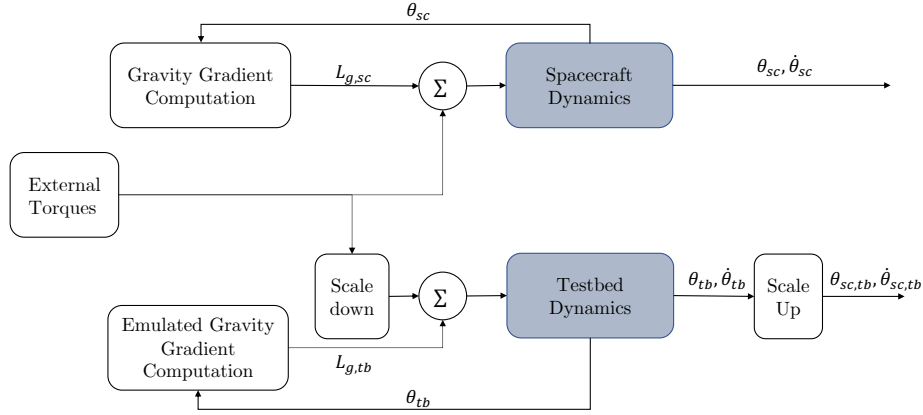 θ_sc
Gravity Gradient
Computation
L_g,sc
Σ
Spacecraft
Dynamics
θ_sc, θ̇_sc
External
Torques
Scale
down
Σ
Testbed
Dynamics
θ_tb, θ̇_tb
Scale
Up
θ_sc,tb, θ̇_sc,tb
Emulated Gravity
Gradient
Computation
L_g,tb
θ_tb